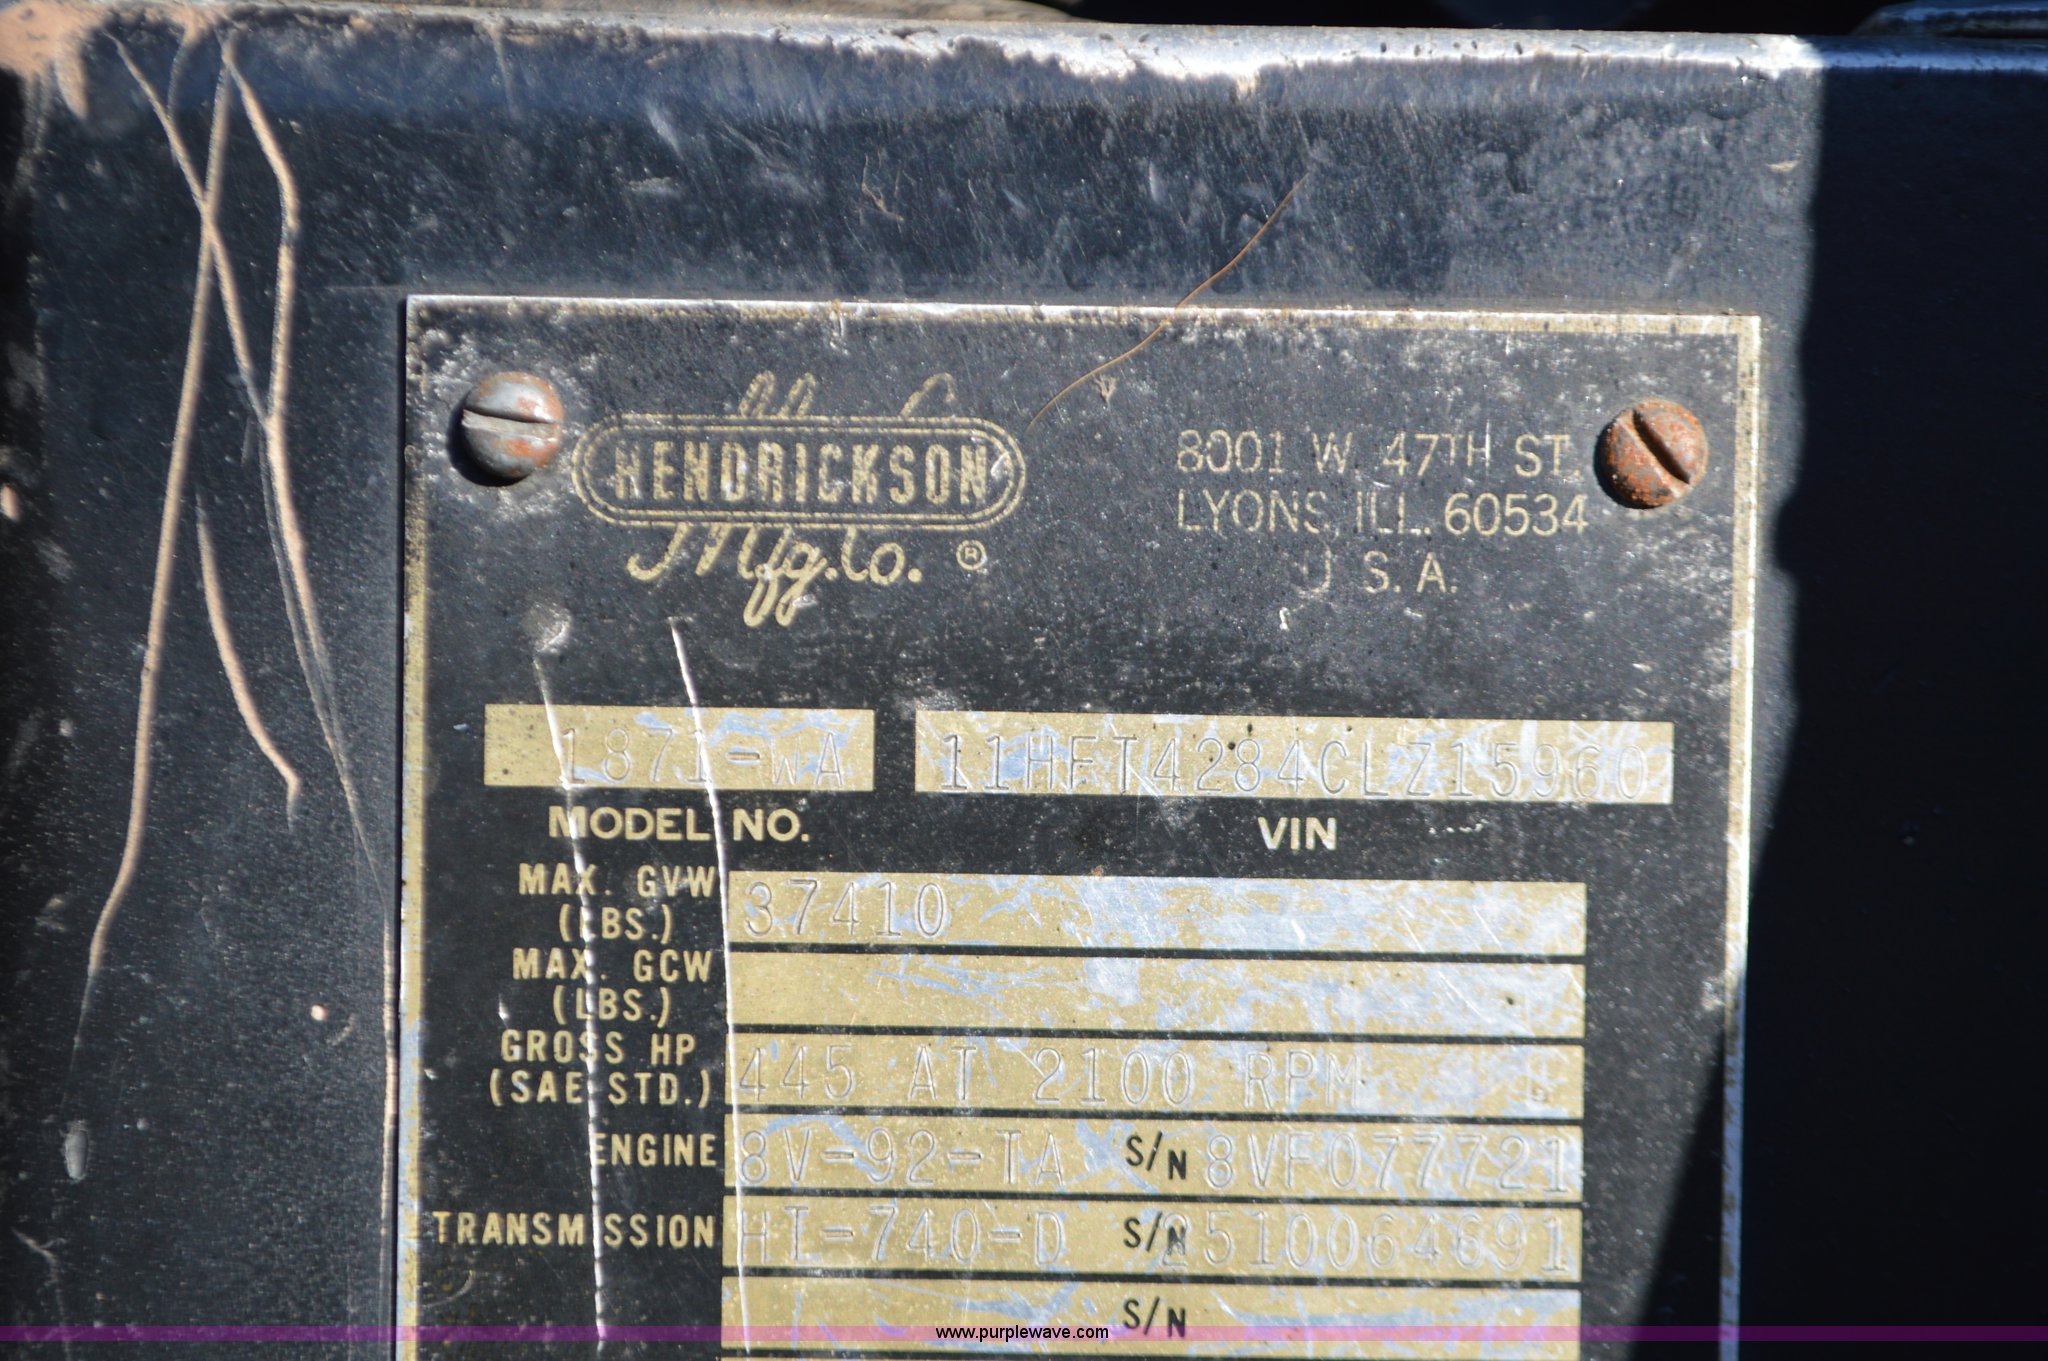 HENDRICKSON
Mfg. Co. ®
8001 W. 47TH ST.
LYONS, ILL. 60534
U.S.A.
1871-WA
11HFT4284CLZ15960
MODEL NO.
VIN
MAX. GVW
(LBS.)
37410
MAX. GCW
(LBS.)
GROSS HP
(SAE STD.)
445 AT 2100 RPM
ENGINE
8V-92-TA S/N 8VF077721
TRANSMISSION
HT-740-D S/N 2510064691
S/N
www.purplewave.com